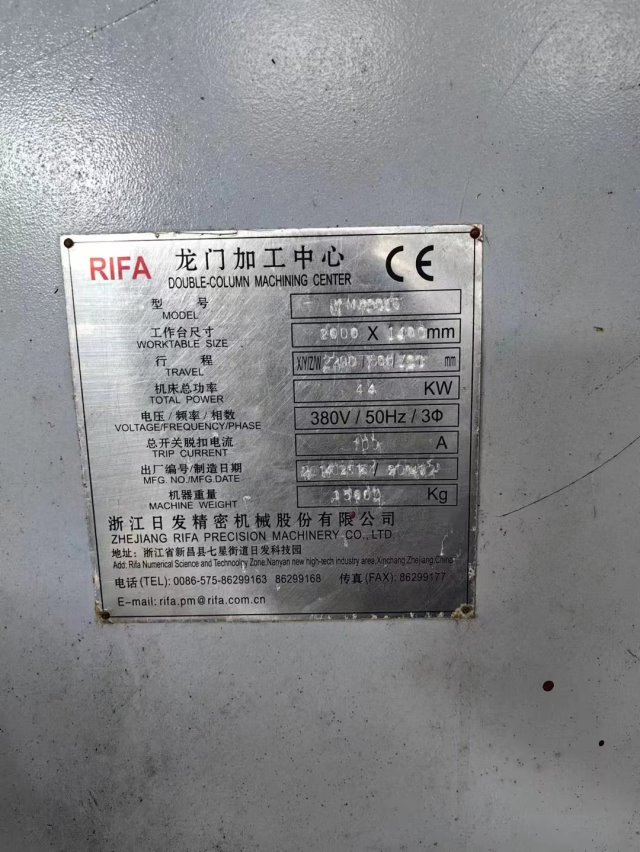 RIFA 龙门加工中心 CE
DOUBLE-COLUMN MACHINING CENTER
型 号
MODEL
工作台尺寸 2000 X 1400mm
WORKTABLE SIZE
行 程 X/Y/Z/W mm
TRAVEL
机床总功率 44 KW
TOTAL POWER
电压/频率/相数 380V / 50Hz / 3Φ
VOLTAGE/FREQUENCY/PHASE
总开关脱扣电流 A
TRIP CURRENT
出厂编号/制造日期
MFG. NO./MFG.DATE
机器重量 Kg
MACHINE WEIGHT
浙江日发精密机械股份有限公司
ZHEJIANG RIFA PRECISION MACHINERY CO.,LTD
地址: 浙江省新昌县七星街道日发科技园
Add: Rifa Numerical Science and Technoolry Zone.Nanyan new high-tech industry area,Xinchang,Zhejiang,China
电话(TEL): 0086-575-86299163 86299168 传真(FAX): 86299177
E-mail: rifa.pm@rifa.com.cn